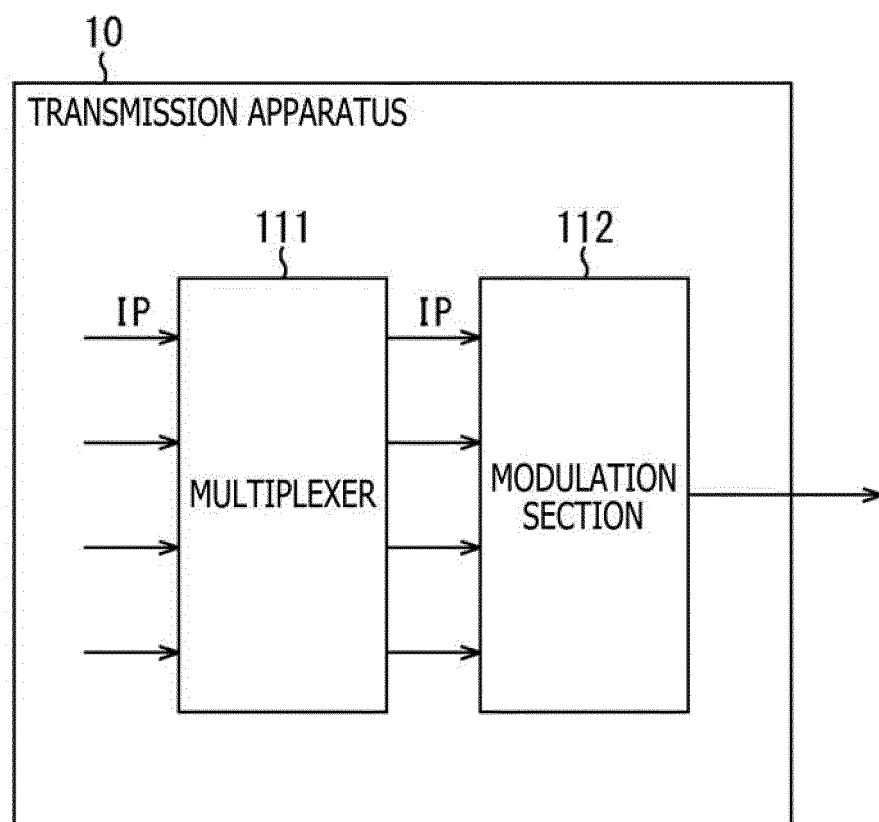 10
TRANSMISSION APPARATUS
111
112
IP
IP
MULTIPLEXER
MODULATION
SECTION